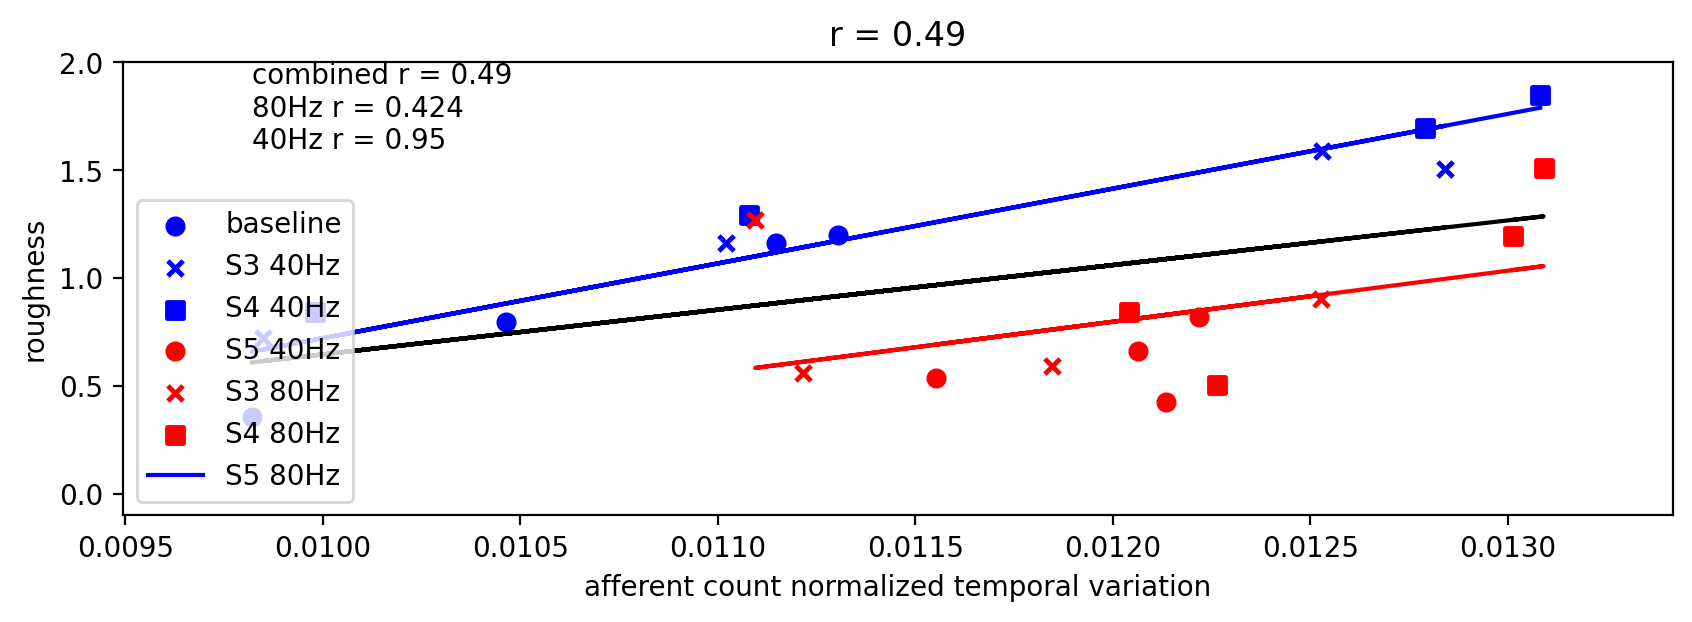 r = 0.49
combined r = 0.49
80Hz r = 0.424
40Hz r = 0.95
baseline
S3 40Hz
S4 40Hz
S5 40Hz
S3 80Hz
S4 80Hz
S5 80Hz
roughness
2.0
1.5
1.0
0.5
0.0
0.0095 0.0100 0.0105 0.0110 0.0115 0.0120 0.0125 0.0130
afferent count normalized temporal variation